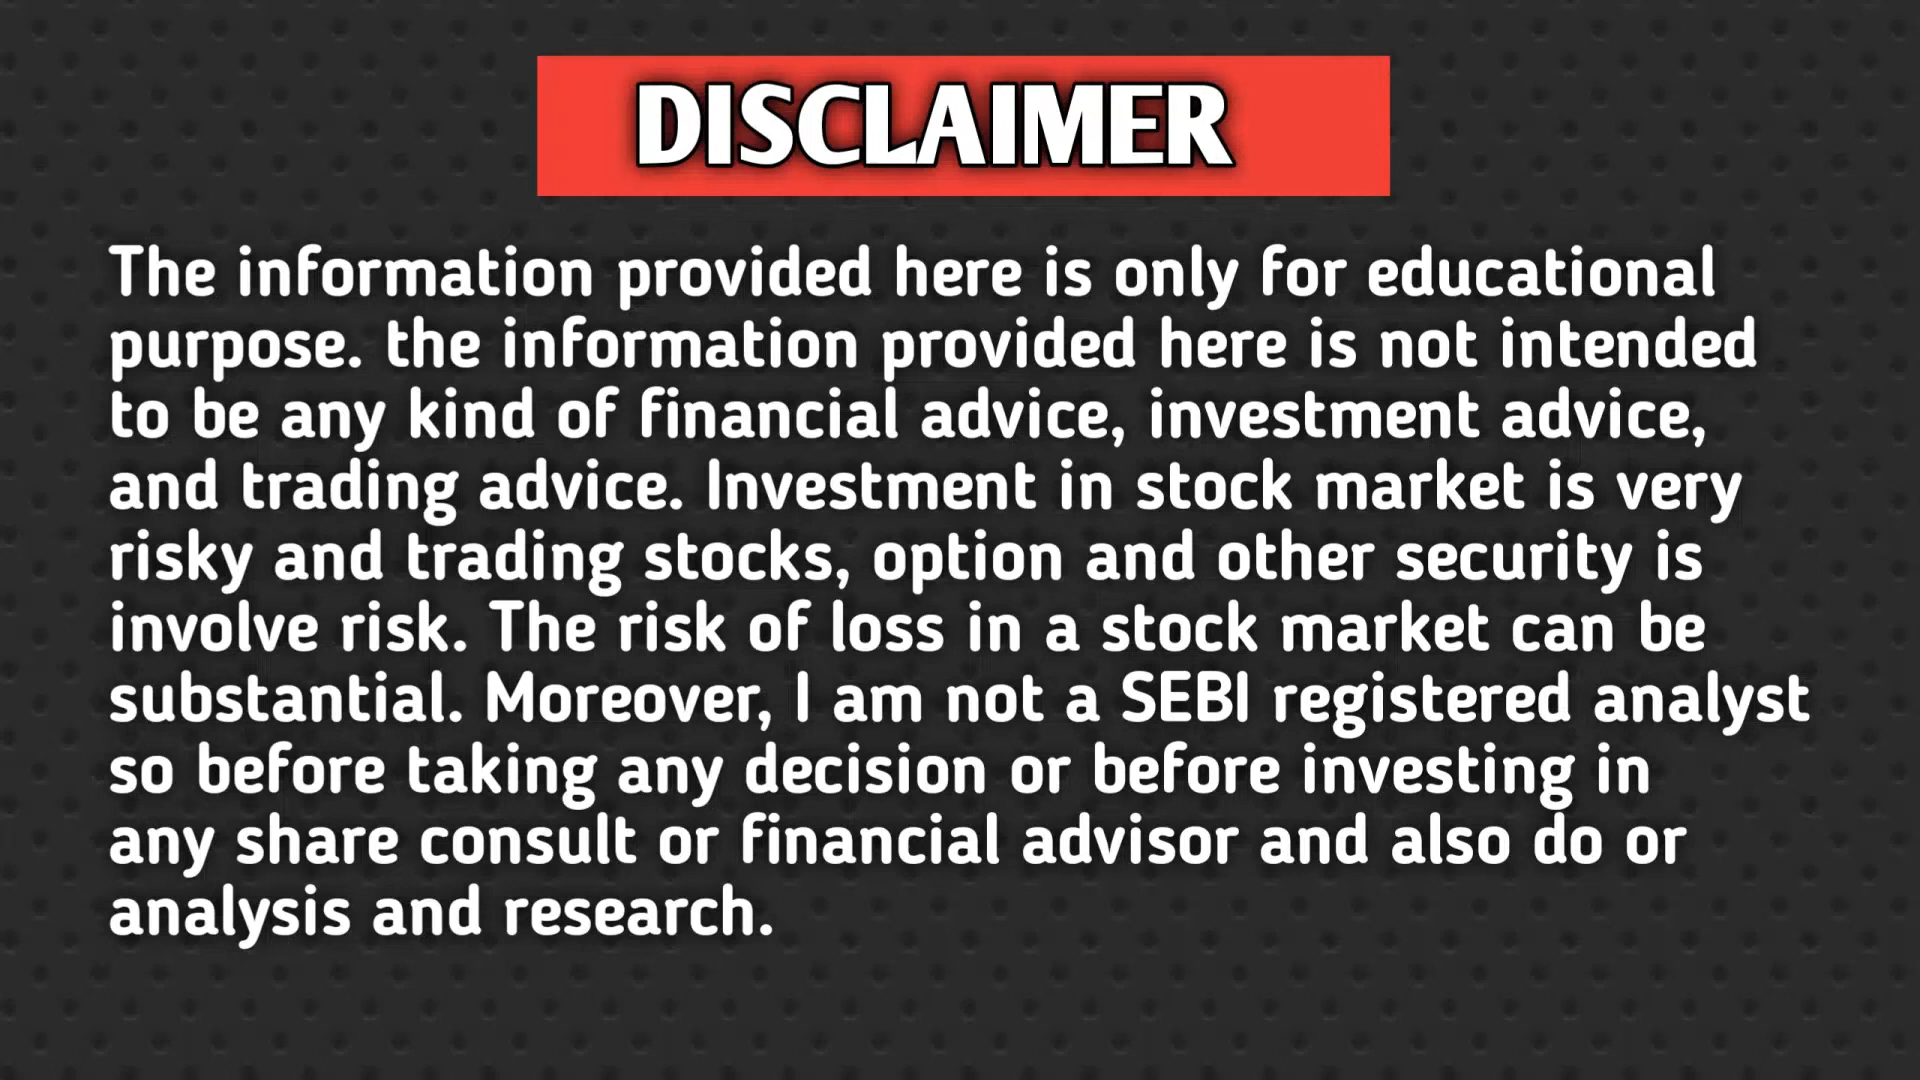 DISCLAIMER
The information provided here is only for educational
purpose. the information provided here is not intended
to be any kind of financial advice, investment advice,
and trading advice. Investment in stock market is very
risky and trading stocks, option and other security is
involve risk. The risk of loss in a stock market can be
substantial. Moreover, I am not a SEBI registered analyst
so before taking any decision or before investing in
any share consult or financial advisor and also do or
analysis and research.